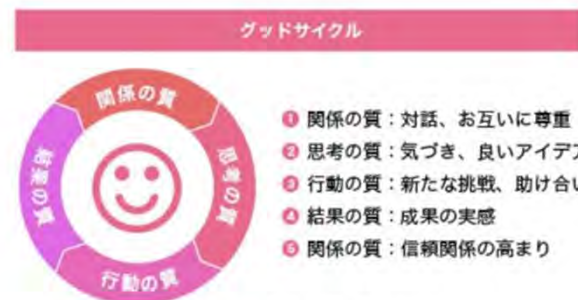 グッドサイクル
関係の質
思考の質
行動の質
結果の質
❶ 関係の質：対話、お互いに尊重
❷ 思考の質：気づき、良いアイデア
❸ 行動の質：新たな挑戦、助け合い
❹ 結果の質：成果の実感
❺ 関係の質：信頼関係の高まり